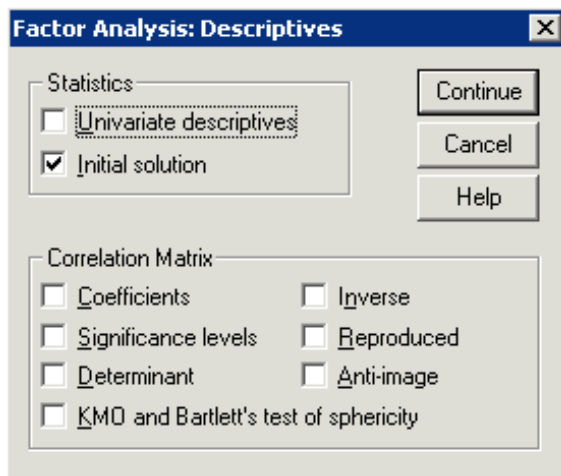 Factor Analysis: Descriptives
Statistics
Univariate descriptives
Initial solution
Continue
Cancel
Help
Correlation Matrix
Coefficients
Inverse
Significance levels
Reproduced
Determinant
Anti-image
KMO and Bartlett's test of sphericity